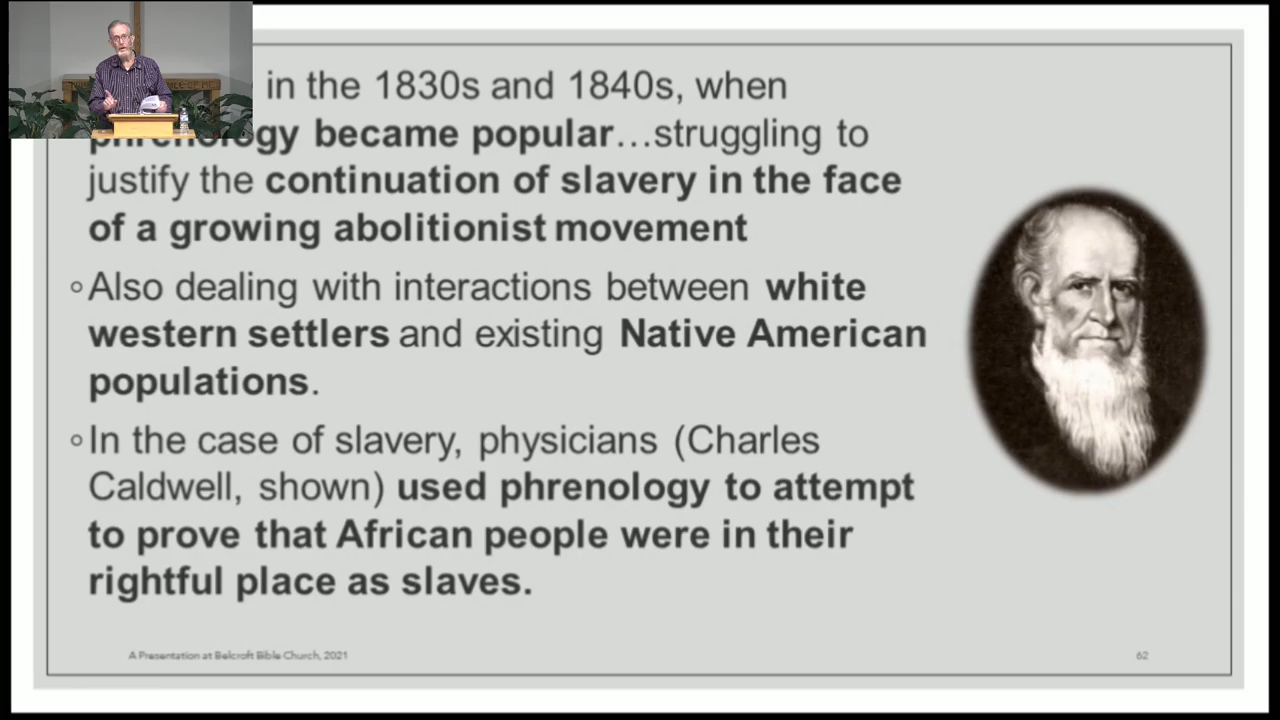 in the 1830s and 1840s, when
phrenology became popular…struggling to
justify the continuation of slavery in the face
of a growing abolitionist movement
◦Also dealing with interactions between white
western settlers and existing Native American
populations.
◦In the case of slavery, physicians (Charles
Caldwell, shown) used phrenology to attempt
to prove that African people were in their
rightful place as slaves.
A Presentation at Belcroft Bible Church, 2021
62